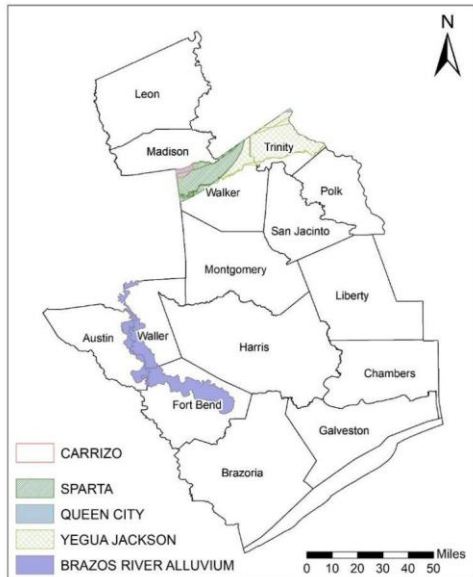 N
Leon
Madison
Trinity
Walker
Polk
San Jacinto
Montgomery
Liberty
Austin
Waller
Harris
Chambers
Fort Bend
Galveston
Brazoria
CARRIZO
SPARTA
QUEEN CITY
YEGUA JACKSON
BRAZOS RIVER ALLUVIUM
Miles
0 10 20 30 40 50